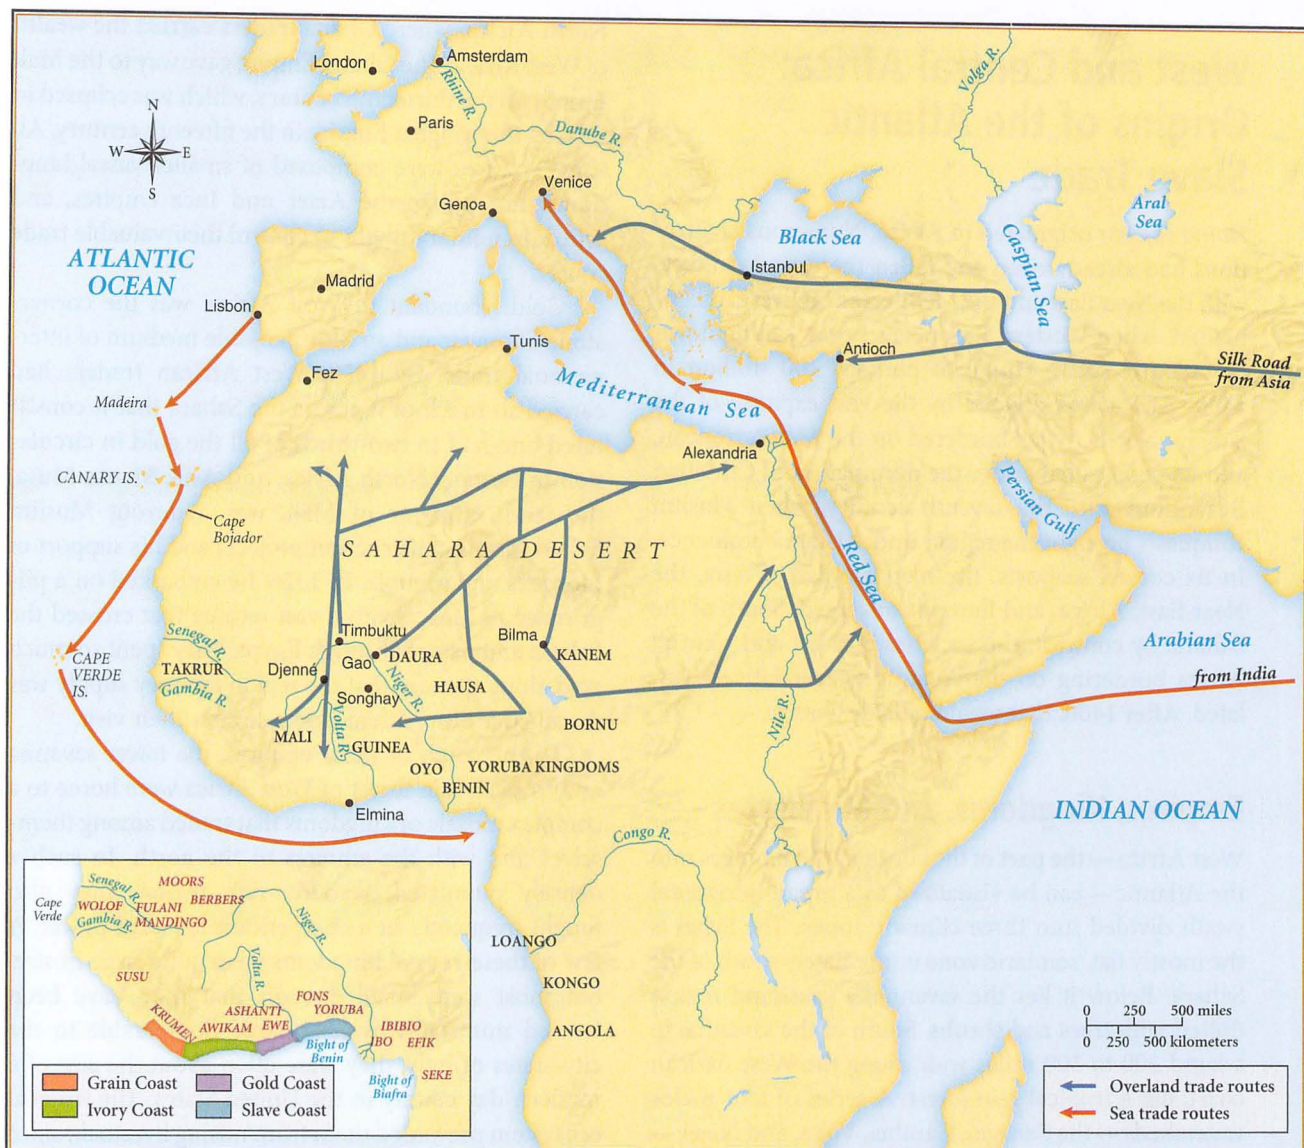 London
Amsterdam
Rhine R.
Paris
Danube R.
Volga R.
N
W
E
S
Venice
Genoa
Aral
Sea
Black Sea
Caspian Sea
Istanbul
ATLANTIC
OCEAN
Madrid
Lisbon
Tunis
Antioch
Silk Road
from Asia
Fez
Mediterranean Sea
Madeira
Alexandria
CANARY IS.
Cape
Bojador
Persian Gulf
SAHARA DESERT
Red Sea
Senegal R.
Timbuktu
Bilma
Arabian Sea
CAPE
VERDE
IS.
TAKRUR
Gao
DAURA
KANEM
Djenne
Gambia R.
HAUSA
from India
Songhay
Niger R.
MALI
Volta R.
BORNU
Nile R.
GUINEA
OYO
YORUBA KINGDOMS
BENIN
Elmina
INDIAN OCEAN
Congo R.
LOANGO
KONGO
ANGOLA
Cape
Verde
Senegal R.
MOORS
BERBERS
WOLOF
FULANI
Gambia R.
MANDINGO
Niger R.
SUSU
Volta R.
KRUMEN
ASHANTI
FONS
YORUBA
AWIKAM
EWE
IBIBIO
IBO
EFIK
Bight of
Benin
SEKE
Bight of
Biafra
Grain Coast
Gold Coast
Ivory Coast
Slave Coast
0 250 500 miles
0 250 500 kilometers
Overland trade routes
Sea trade routes